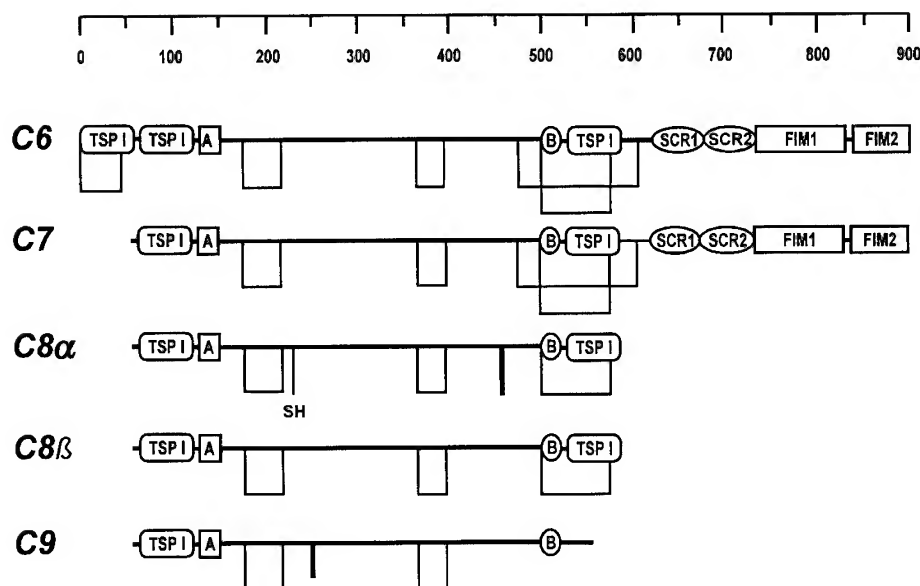 0 100 200 300 400 500 600 700 800 900
C6 TSP I TSP I A B TSP I SCR1 SCR2 FIM1 FIM2
C7 TSP I A B TSP I SCR1 SCR2 FIM1 FIM2
C8α TSP I A B TSP I
SH
C8ß TSP I A B TSP I
C9 TSP I A B